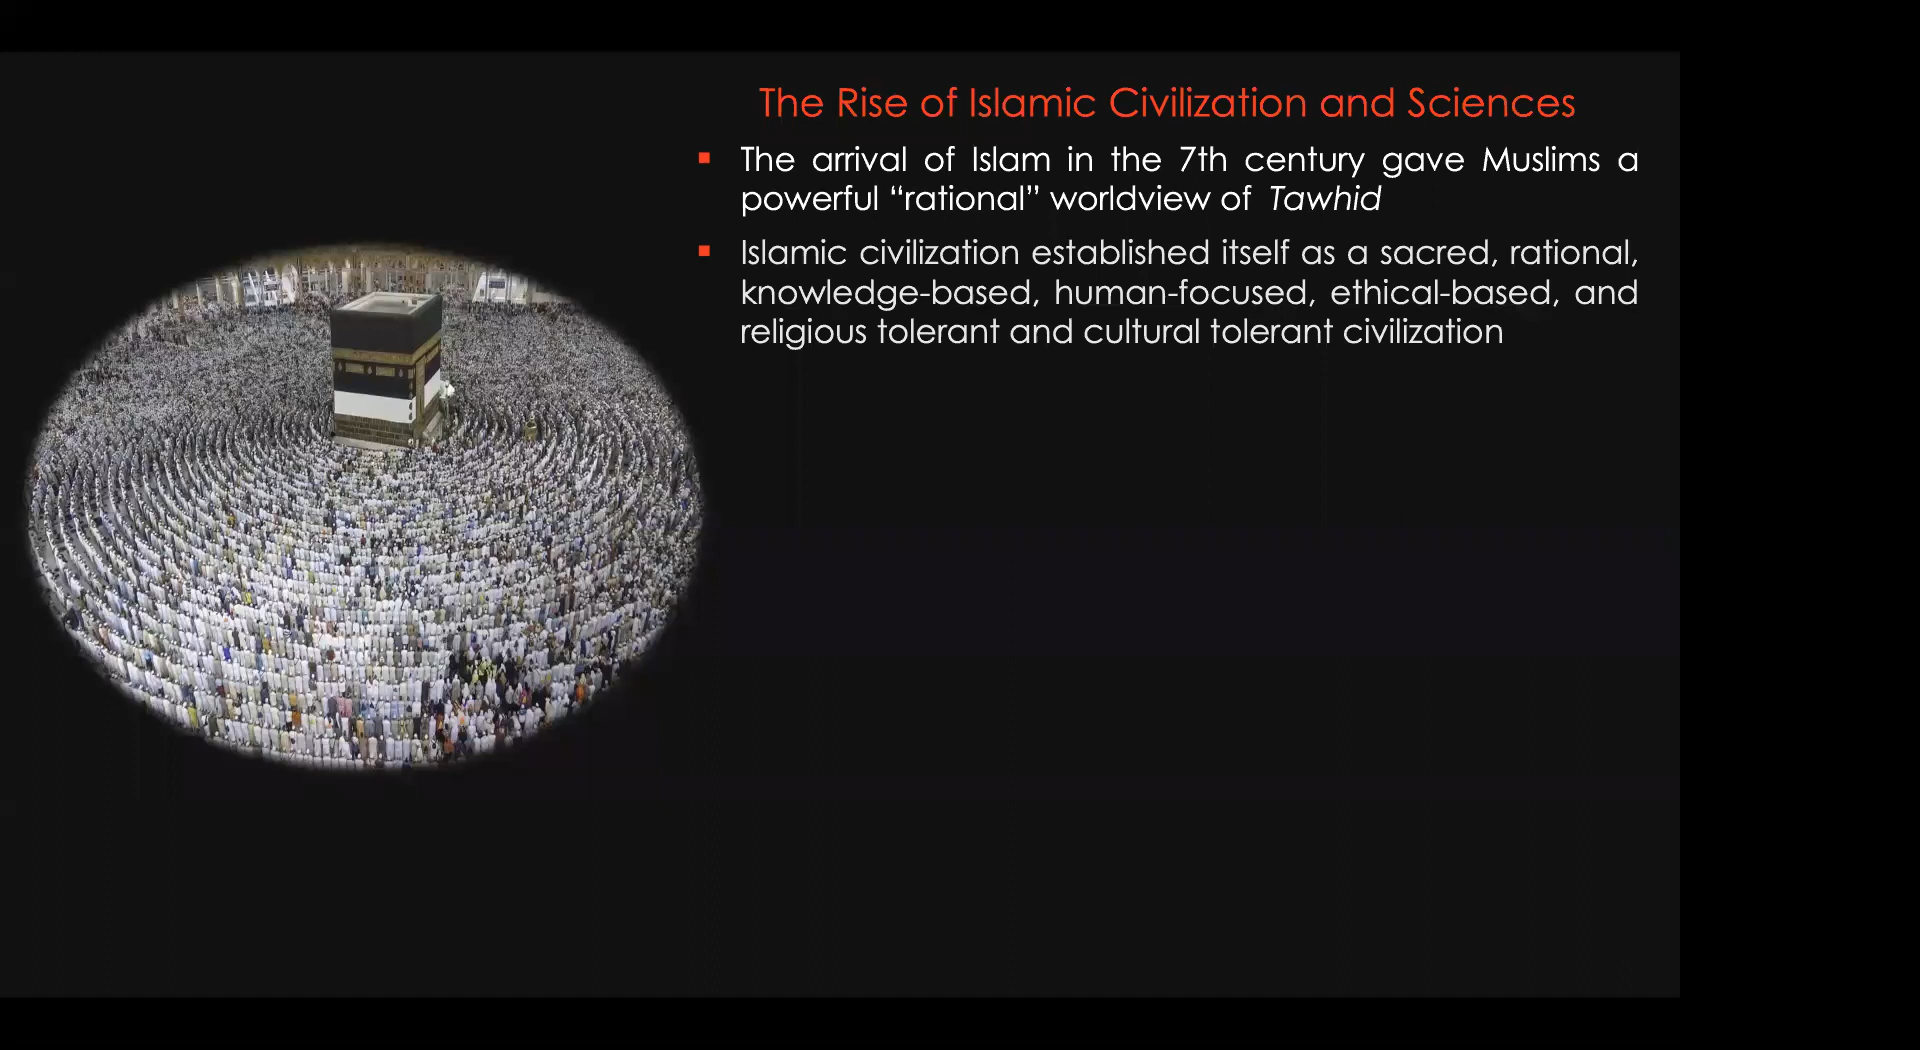 The Rise of Islamic Civilization and Sciences
▪ The arrival of Islam in the 7th century gave Muslims a
powerful “rational” worldview of Tawhid
▪ Islamic civilization established itself as a sacred, rational,
knowledge-based, human-focused, ethical-based, and
religious tolerant and cultural tolerant civilization